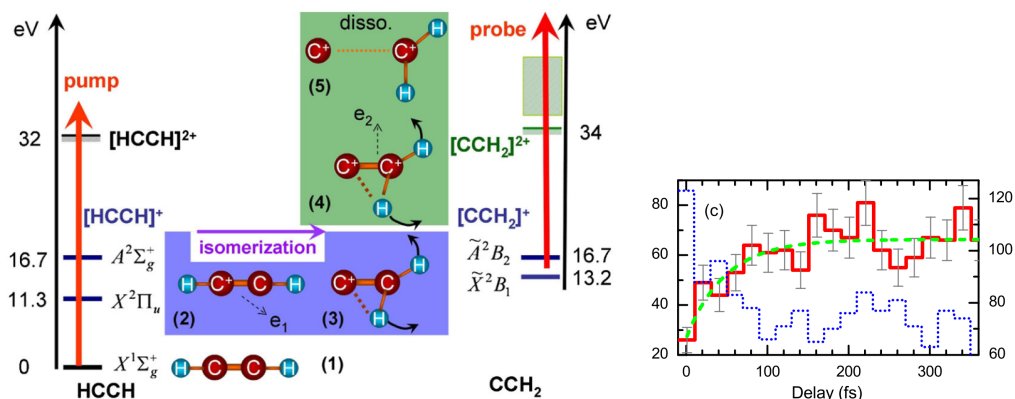 eV
pump
32
[HCCH]²⁺
[HCCH]⁺
16.7
A²Σg⁺
11.3
X²Πu
0
X¹Σg⁺
HCCH
disso.
C⁺
C⁺
H
H
(5)
e₂
C⁺
C⁺
H
H
(4)
isomerization
H
C⁺
C
H
(2)
e₁
C⁺
C
H
H
(3)
H
C
C
H
(1)
probe
eV
34
[CCH₂]²⁺
[CCH₂]⁺
òA²B₂
16.7
X̃²B₁
13.2
CCH₂
(c)
80
60
40
20
120
100
80
60
0
100
200
300
Delay (fs)